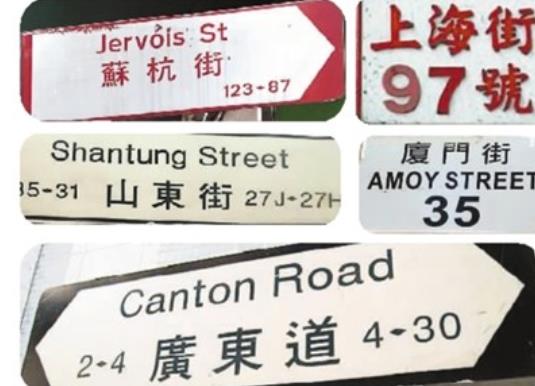 Jervois St
蘇杭街
123-87
上海街
97號
Shantung Street
35-31 山東街 27J-27H
廈門街
AMOY STREET
35
Canton Road
2-4 廣東道 4-30